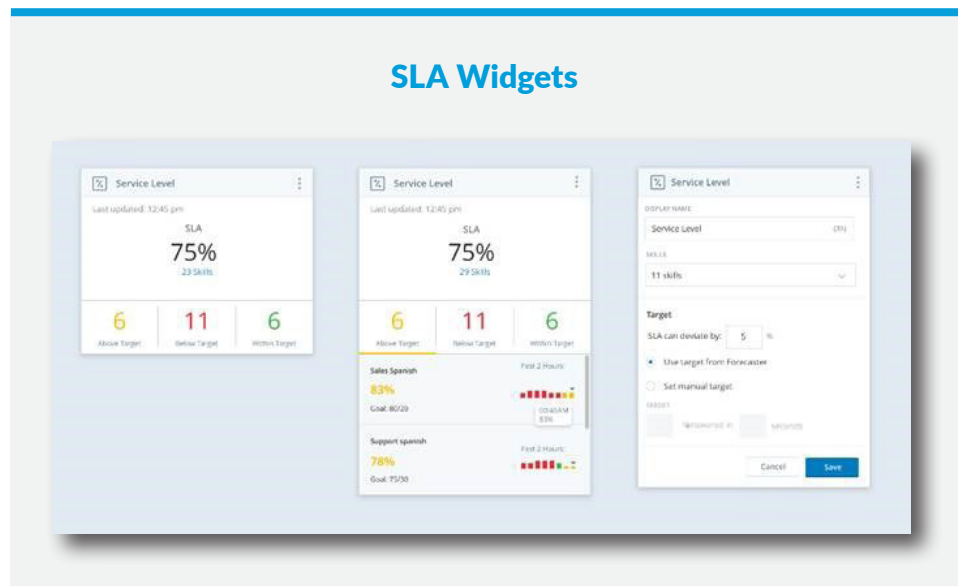 SLA Widgets
Service Level
Last updated: 12:45 pm
SLA
75%
23 Skills
6
11
6
Above Target
Below Target
Within Target
Service Level
Last updated: 12:45 pm
SLA
75%
29 Skills
6
11
6
Above Target
Below Target
Within Target
Sales Spanish
Past 2 Hours:
83%
Goal: 80/20
83%
Support spanish
Past 2 Hours:
78%
Goal: 75/30
Service Level
DISPLAY NAME
Service Level
SKILLS
11 skills
Target
SLA can deviate by: 5 %
Use target from Forecaster
Set manual target
TARGET
%answered in seconds
Cancel
Save